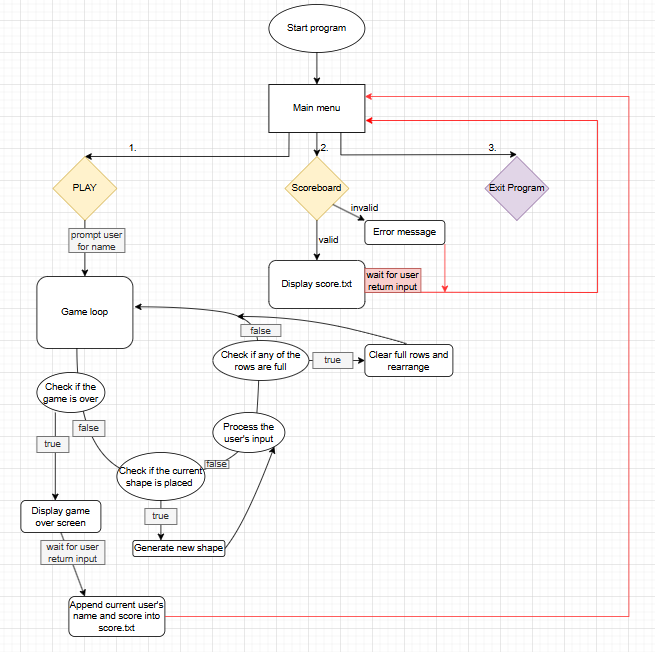 Start program
Main menu
1.
2.
3.
PLAY
Scoreboard
Exit Program
invalid
Error message
valid
prompt user
for name
Display score.txt
wait for user
return input
Game loop
false
Check if any of the
rows are full
true
Clear full rows and
rearrange
Check if the
game is over
false
true
Process the
user's input
Check if the current
shape is placed
false
true
Generate new shape
Display game
over screen
wait for user
return input
Append current user's
name and score into
score.txt